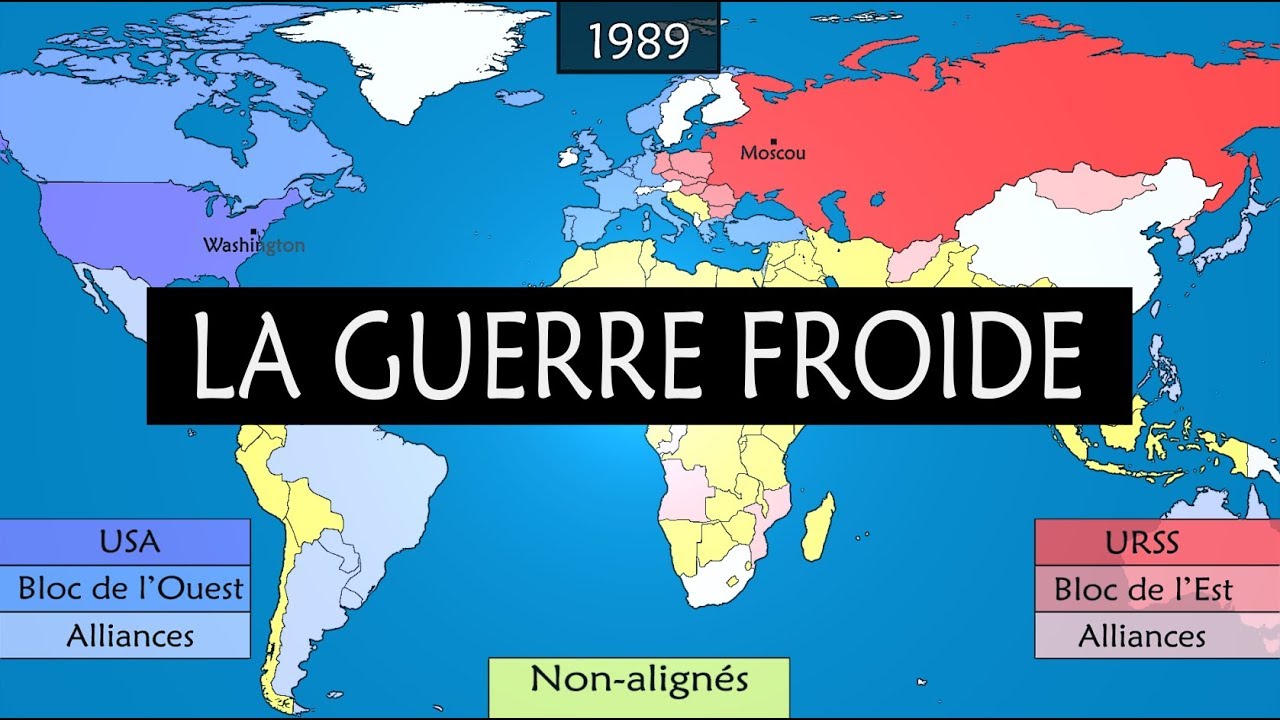 1989
Moscou
Washington
LA GUERRE FROIDE
USA
Bloc de l'Ouest
Alliances
URSS
Bloc de l'Est
Alliances
Non-alignés